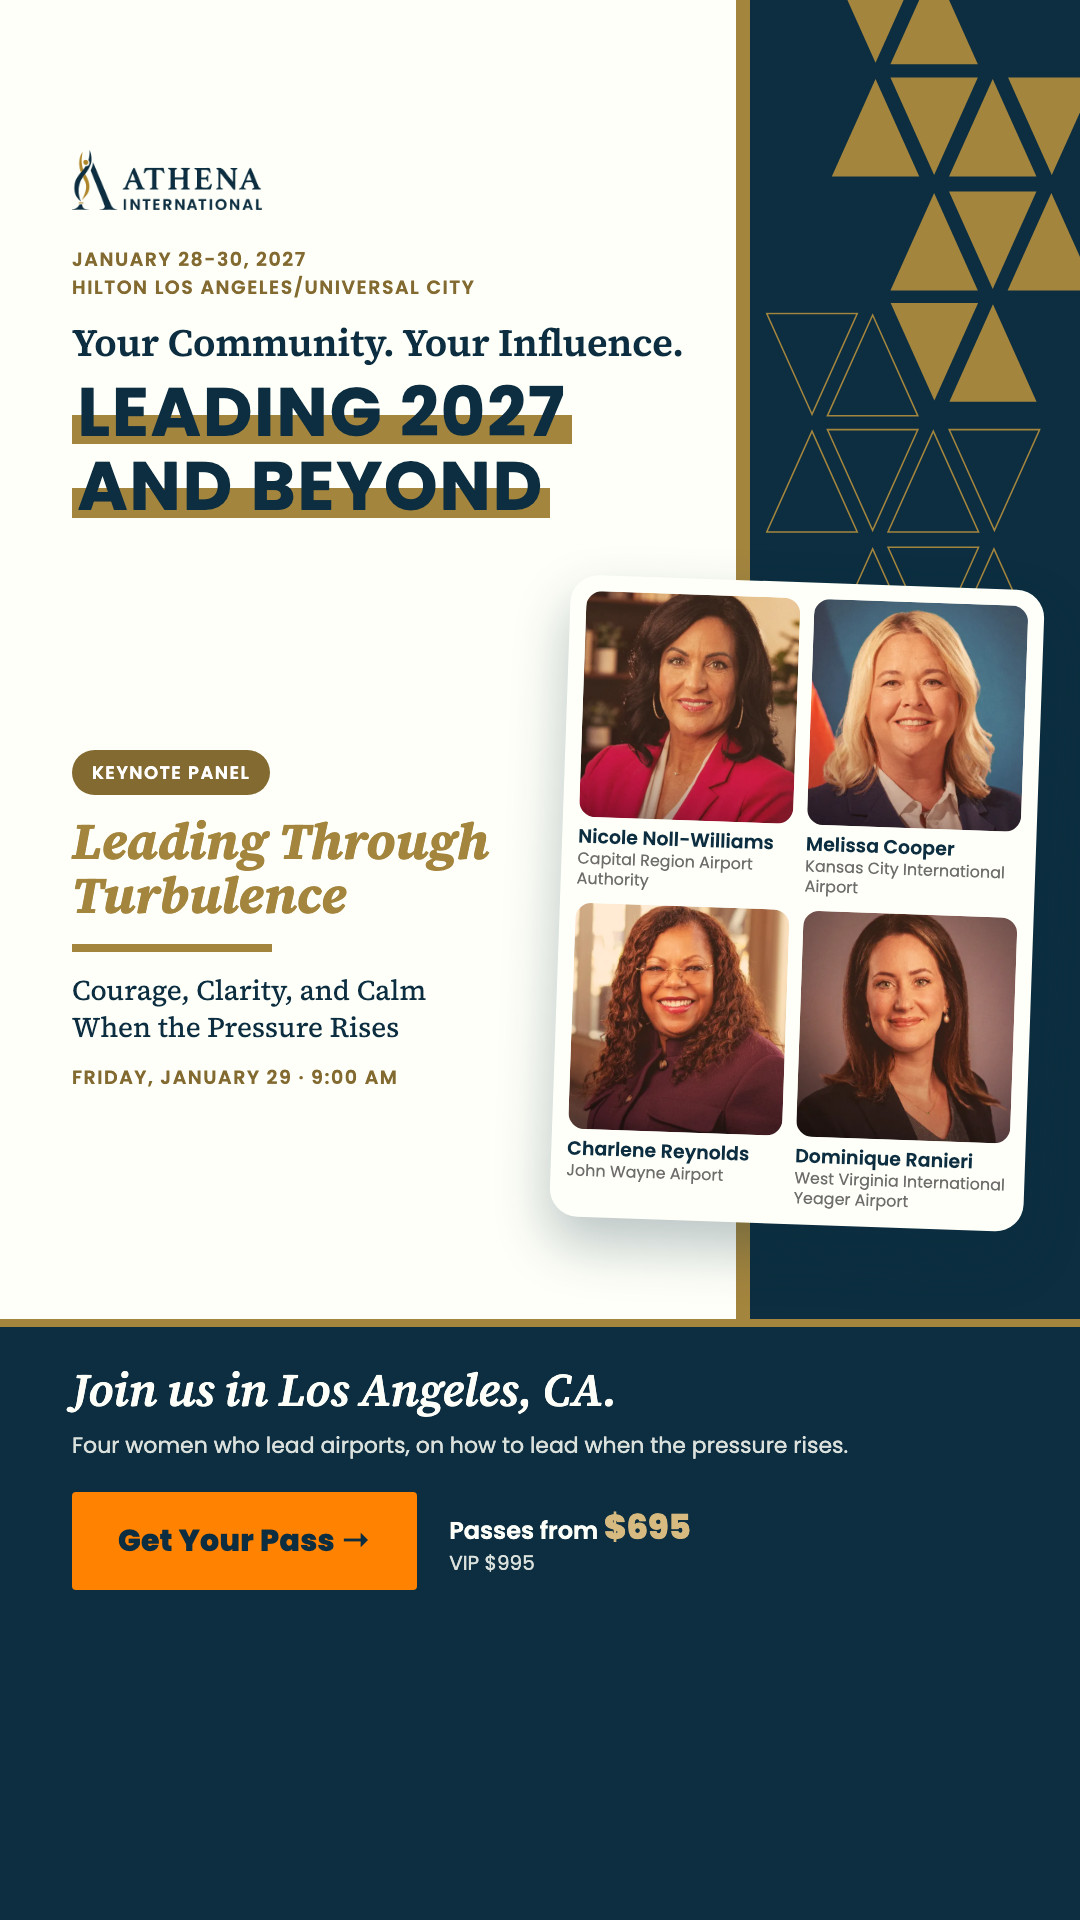 ATHENA
INTERNATIONAL
JANUARY 28-30, 2027
HILTON LOS ANGELES/UNIVERSAL CITY
Your Community. Your Influence.
LEADING 2027
AND BEYOND
KEYNOTE PANEL
Leading Through
Turbulence
Courage, Clarity, and Calm
When the Pressure Rises
FRIDAY, JANUARY 29 · 9:00 AM
Nicole Noll-Williams
Capital Region Airport
Authority
Melissa Cooper
Kansas City International
Airport
Charlene Reynolds
John Wayne Airport
Dominique Ranieri
West Virginia International
Yeager Airport
Join us in Los Angeles, CA.
Four women who lead airports, on how to lead when the pressure rises.
Get Your Pass →
Passes from $695
VIP $995